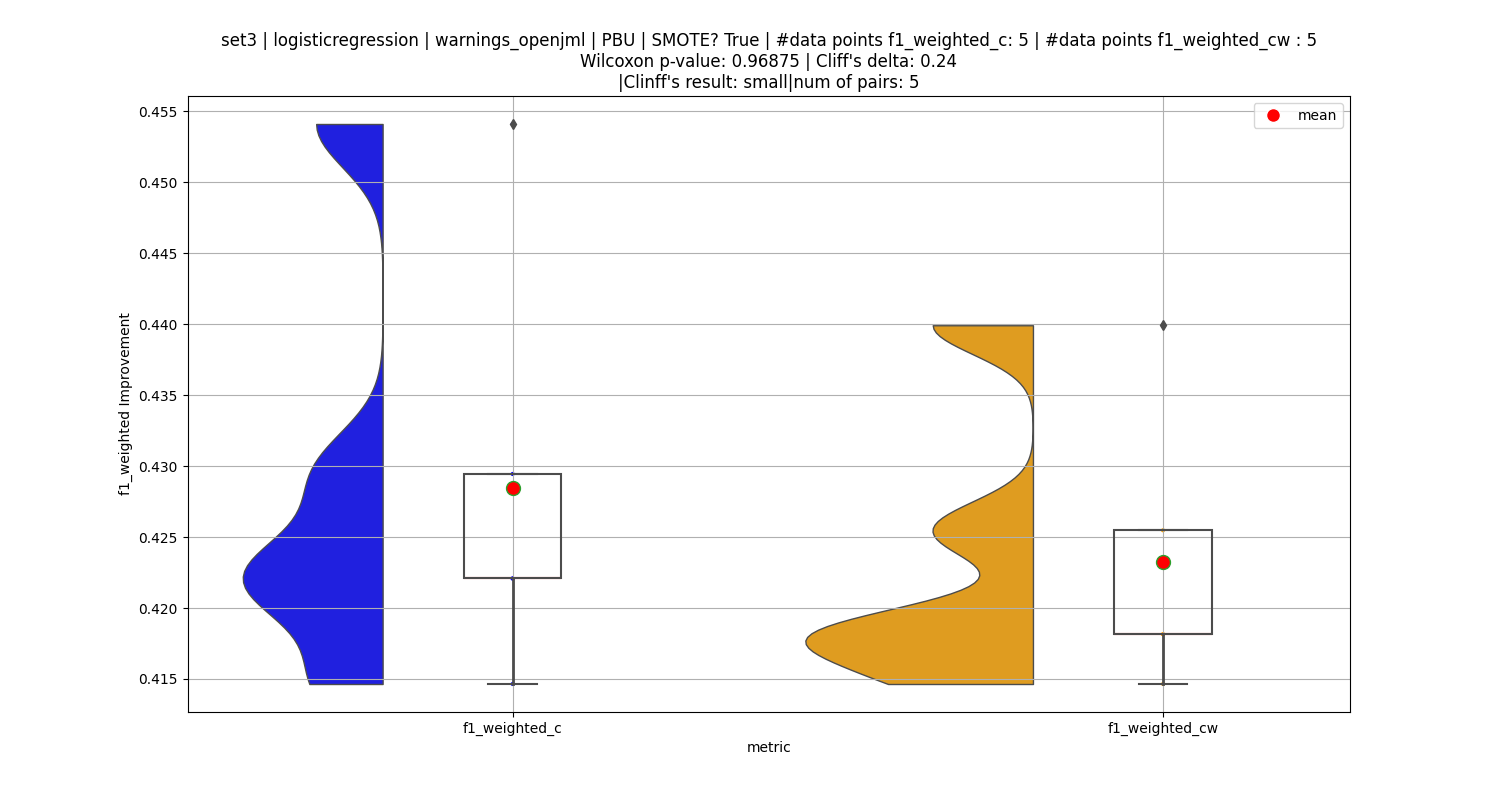 set3 | logisticregression | warnings_openjml | PBU | SMOTE? True | #data points f1_weighted_c: 5 | #data points f1_weighted_cw : 5
Wilcoxon p-value: 0.96875 | Cliff's delta: 0.24
|Clinff's result: small|num of pairs: 5
mean
0.455
0.450
0.445
0.440
0.435
0.430
0.425
0.420
0.415
f1_weighted Improvement
f1_weighted_c
f1_weighted_cw
metric